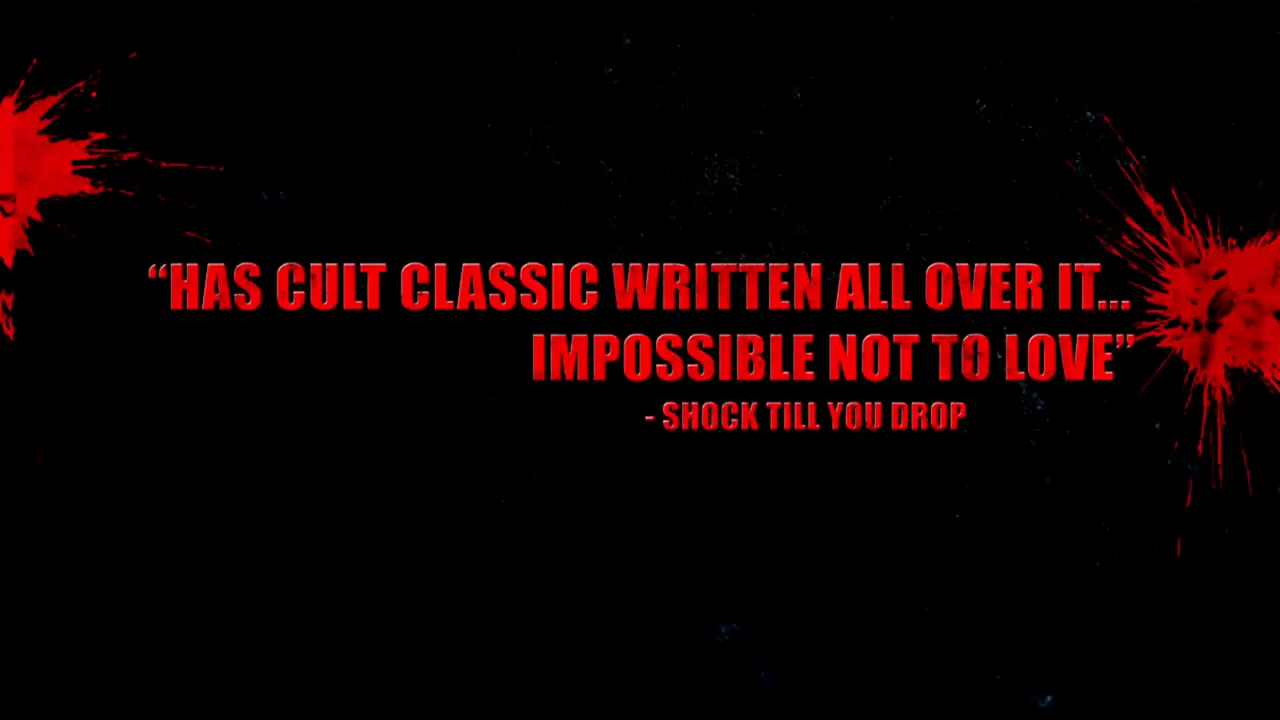 “HAS CULT CLASSIC WRITTEN ALL OVER IT...
IMPOSSIBLE NOT TO LOVE”
- SHOCK TILL YOU DROP